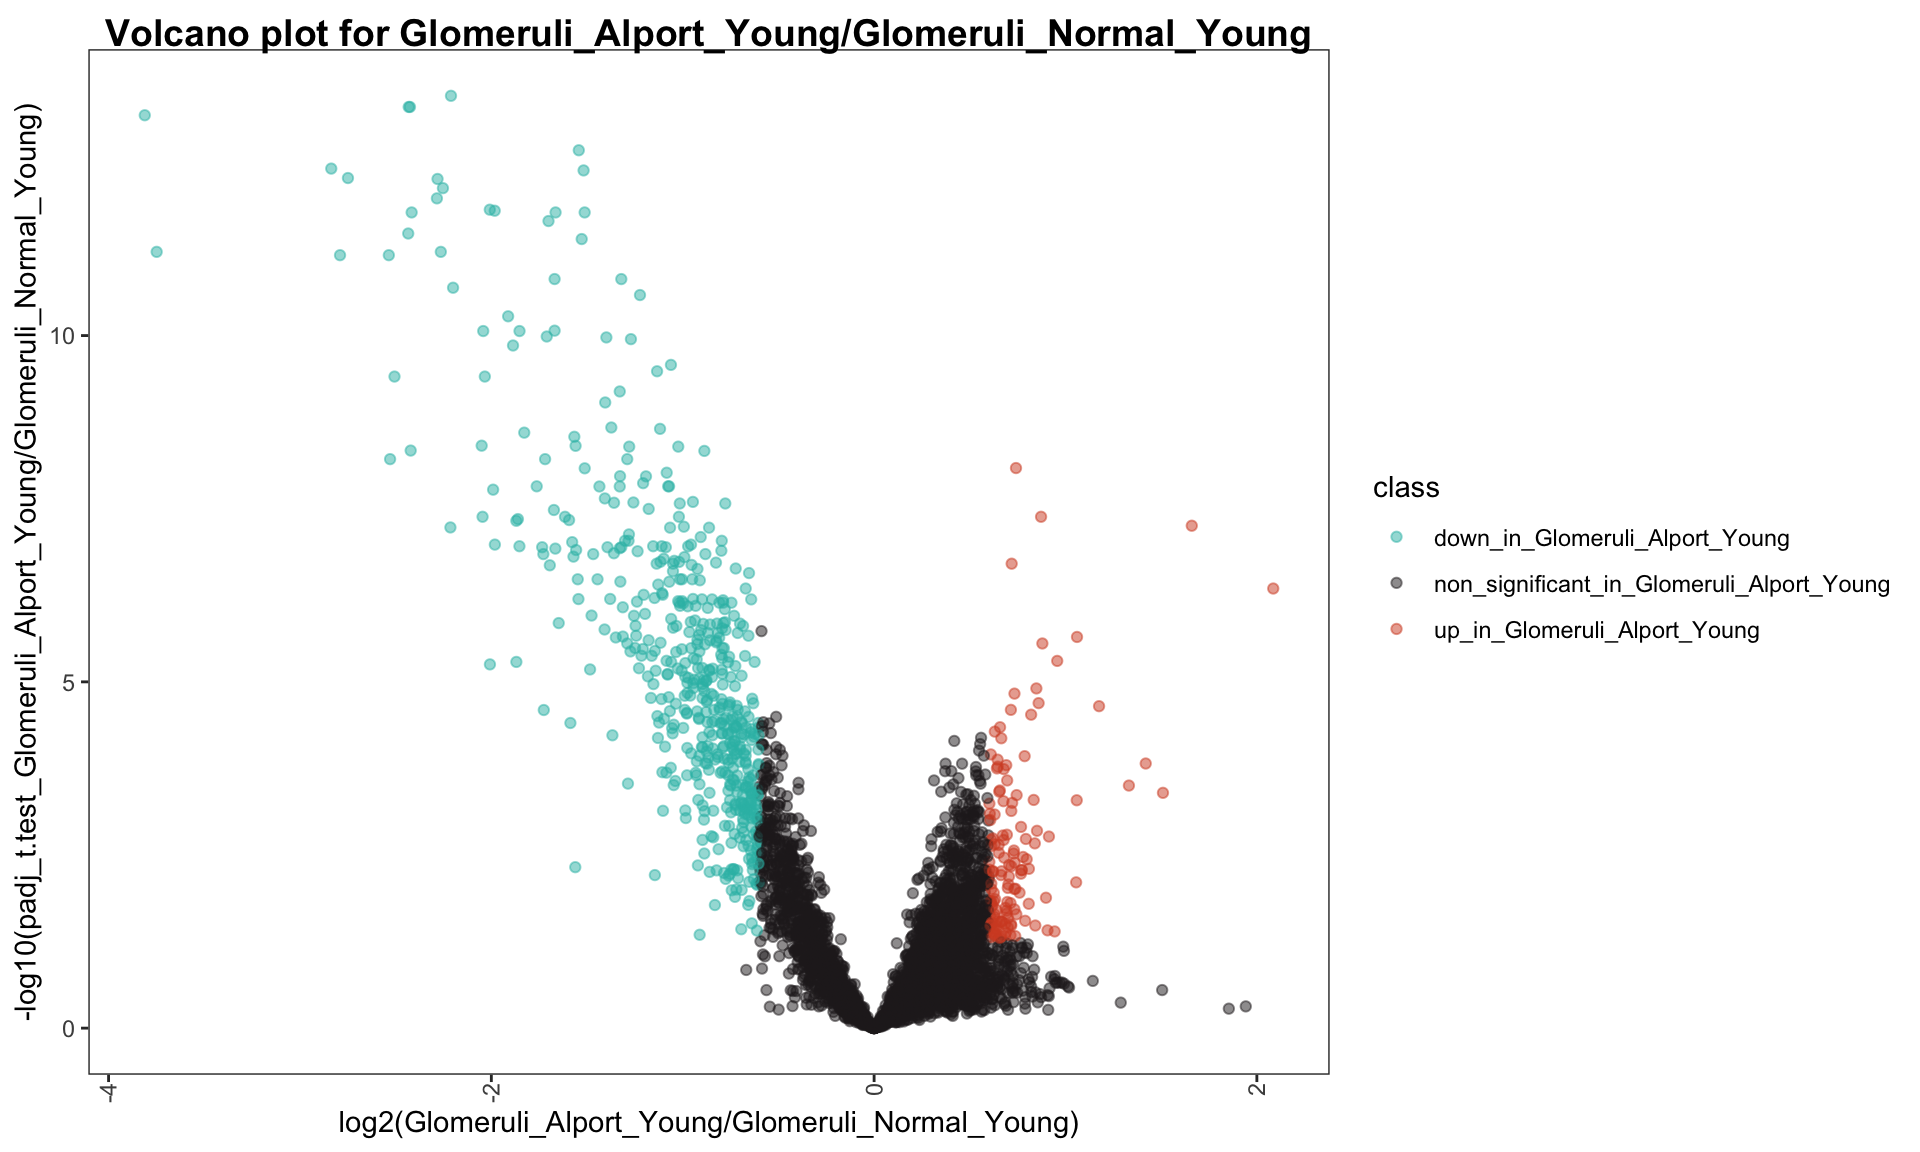 Volcano plot for Glomeruli_Alport_Young/Glomeruli_Normal_Young
-log10(padj_t.test_Glomeruli_Alport_Young/Glomeruli_Normal_Young)
10
5
0
-4
-2
0
2
log2(Glomeruli_Alport_Young/Glomeruli_Normal_Young)
class
down_in_Glomeruli_Alport_Young
non_significant_in_Glomeruli_Alport_Young
up_in_Glomeruli_Alport_Young